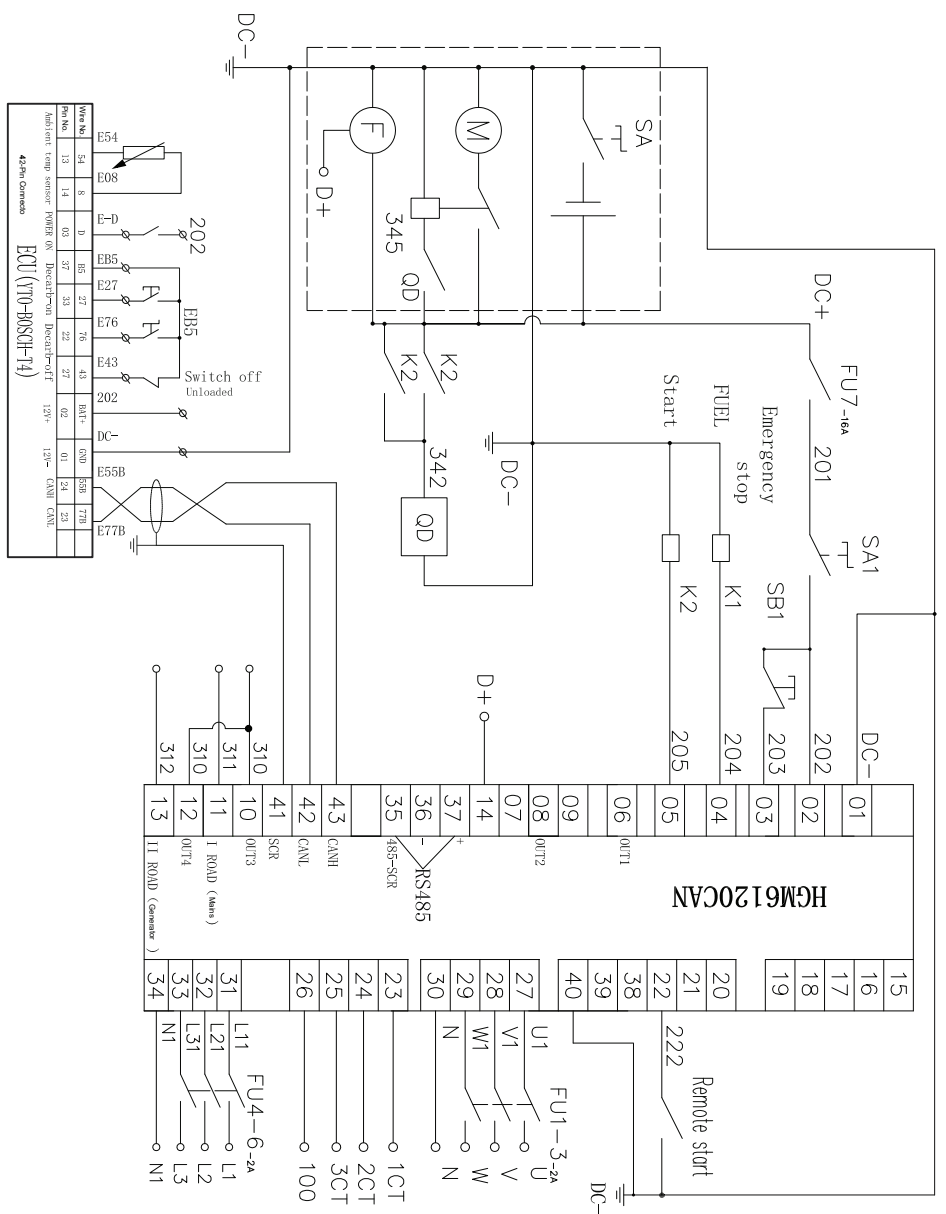 DC-
SA
M
F
D+
345
QD
DC+
FU7-16A
201
SA1
K2
K2
342
QD
DC-
Start
FUEL
Emergency
stop
K2
K1
SB1
DC-
202
203
204
205
D+
Wire No.
54
8
D
B5
27
76
43
BAT+
GND
55B
77B
Pin No.
13
14
03
37
33
22
27
02
01
24
23
Ambient temp sensor
POWER ON
Decarb-on
Decarb-off
12V+
12V-
CANH
CANL
42-Pin Connecto
ECU(YTO-BOSCH-T4)
E54
E08
E-D
EB5
E27
E76
E43
202
DC-
E55B
E77B
202
EB5
Switch off
Unloaded
310
311
310
312
01
02
03
04
05
06
09
08
07
14
37
36
35
43
42
41
10
11
12
13
OUT1
OUT2
+
-
RS485
485-SCR
CANH
CANL
SCR
OUT3
I ROAD (Mains)
OUT4
II ROAD (Generator)
HGM6120CAN
15
16
17
18
19
20
21
22
38
39
40
27
28
29
30
23
24
25
26
31
32
33
34
222
Remote start
DC-
U1
V1
W1
N
FU1-3-2A
U
V
W
N
1CT
2CT
3CT
100
L11
L21
L31
N1
FU4-6-2A
L1
L2
L3
N1